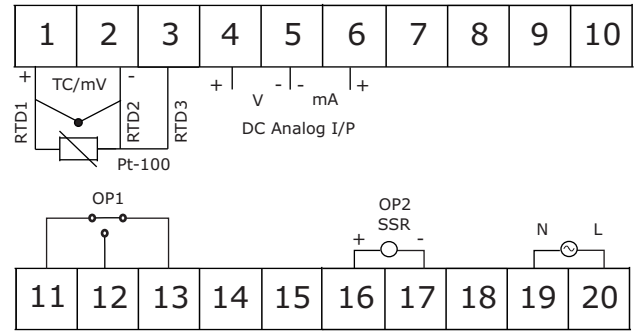 1 2 3 4 5 6 7 8 9 10
+ TC/mV - + V - - mA +
RTD1 RTD2 RTD3
DC Analog I/P
Pt-100
OP1
OP2
SSR
+ -
N L
11 12 13 14 15 16 17 18 19 20